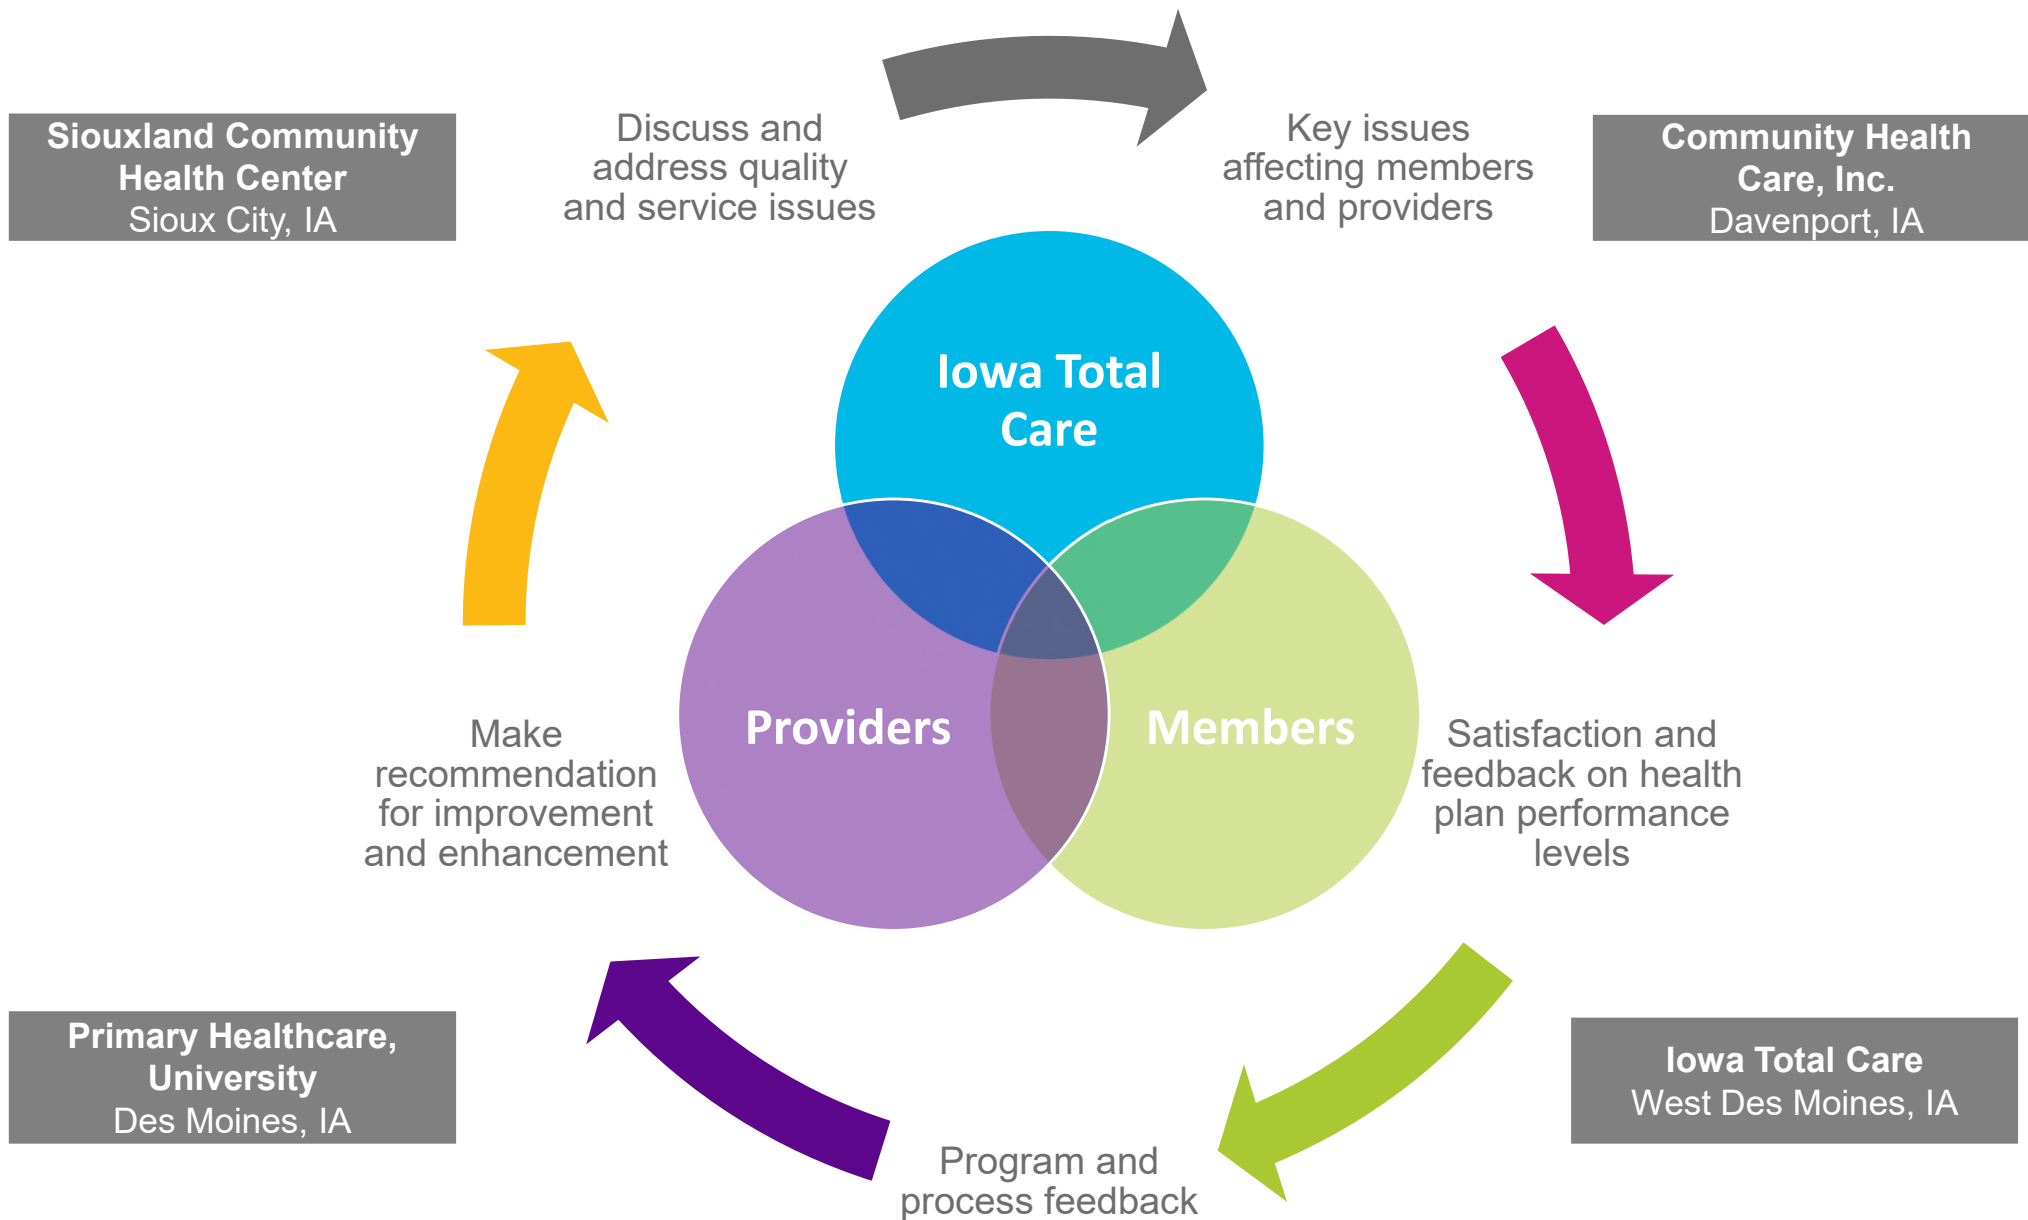 Siouxland Community
Health Center
Sioux City, IA
Discuss and
address quality
and service issues
Key issues
affecting members
and providers
Community Health
Care, Inc.
Davenport, IA
Iowa Total
Care
Providers
Members
Make
recommendation
for improvement
and enhancement
Satisfaction and
feedback on health
plan performance
levels
Primary Healthcare,
University
Des Moines, IA
Program and
process feedback
Iowa Total Care
West Des Moines, IA